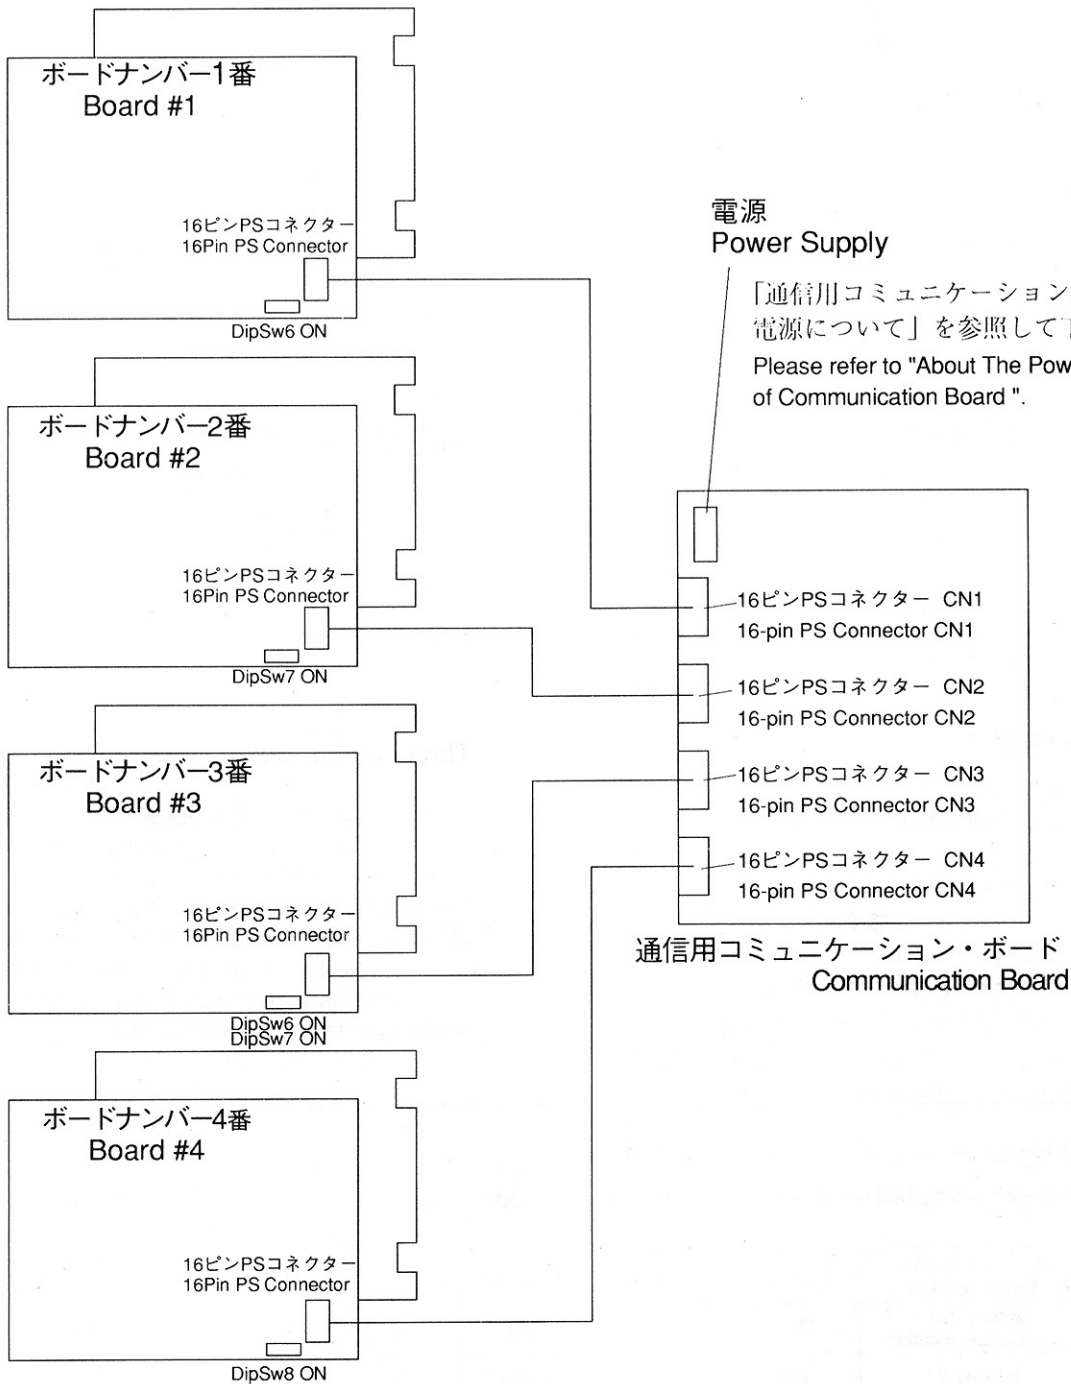 ボードナンバー1番
Board #1
16ピンPSコネクター
16Pin PS Connector
DipSw6 ON
電源
Power Supply
「通信用コミュニケーション
電源について」を参照して
Please refer to "About The Pow
of Communication Board ".
ボードナンバー2番
Board #2
16ピンPSコネクター
16Pin PS Connector
DipSw7 ON
16ピンPSコネクター CN1
16-pin PS Connector CN1
16ピンPSコネクター CN2
16-pin PS Connector CN2
16ピンPSコネクター CN3
16-pin PS Connector CN3
16ピンPSコネクター CN4
16-pin PS Connector CN4
通信用コミュニケーション・ボード
Communication Board
ボードナンバー3番
Board #3
16ピンPSコネクター
16Pin PS Connector
DipSw6 ON
DipSw7 ON
ボードナンバー4番
Board #4
16ピンPSコネクター
16Pin PS Connector
DipSw8 ON